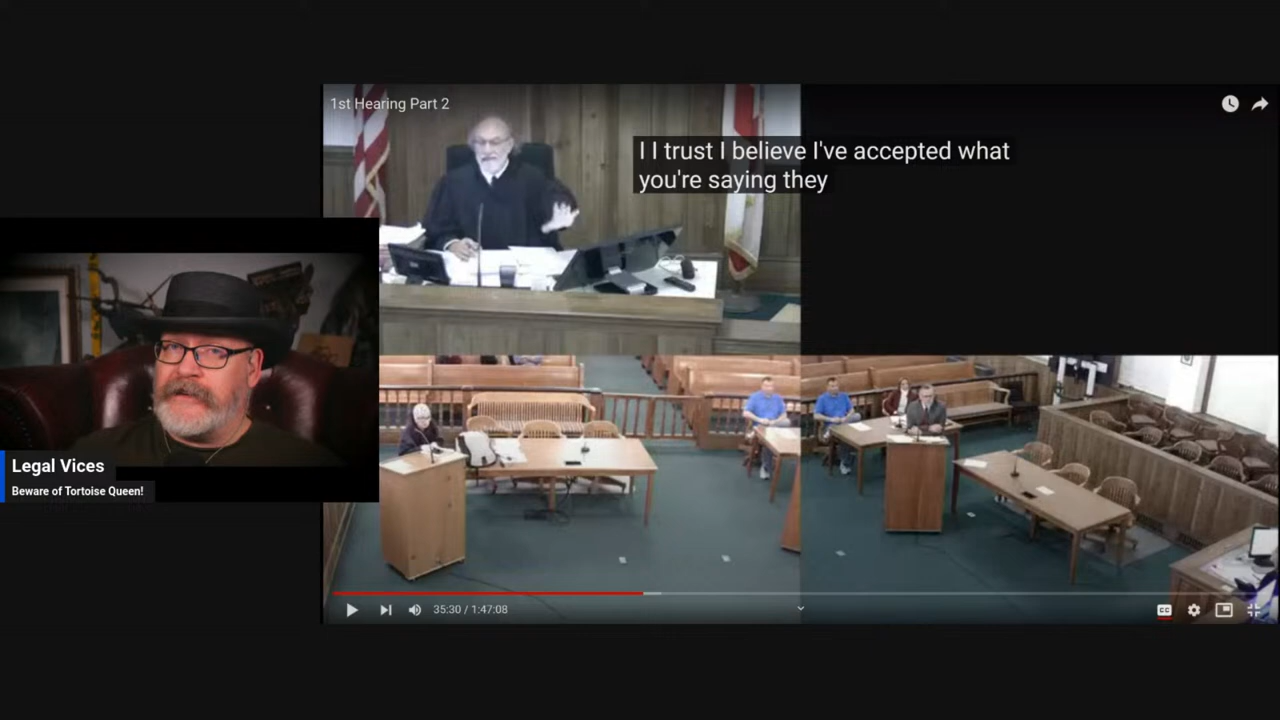 1st Hearing Part 2
I I trust I believe I've accepted what
you're saying they
Legal Vices
Beware of Tortoise Queen!
35:30 / 1:47:08
CC